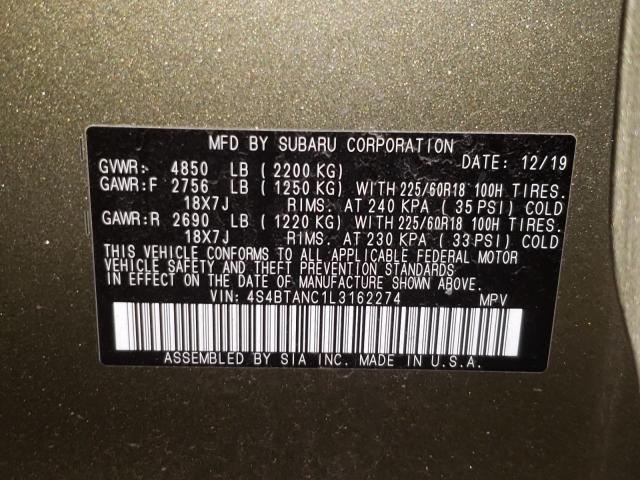 MFD BY SUBARU CORPORATION
GVWR: 4850 LB (2200 KG) DATE: 12/19
GAWR:F 2756 LB (1250 KG) WITH 225/60R18 100H TIRES.
18X7J RIMS. AT 240 KPA (35 PSI) COLD
GAWR:R 2690 LB (1220 KG) WITH 225/60R18 100H TIRES.
18X7J RIMS. AT 230 KPA (33 PSI) COLD
THIS VEHICLE CONFORMS TO ALL APPLICABLE FEDERAL MOTOR
VEHICLE SAFETY AND THEFT PREVENTION STANDARDS
IN EFFECT ON THE DATE OF MANUFACTURE SHOWN ABOVE.
VIN: 4S4BTANC1L3162274 MPV
ASSEMBLED BY SIA INC. MADE IN U.S.A.